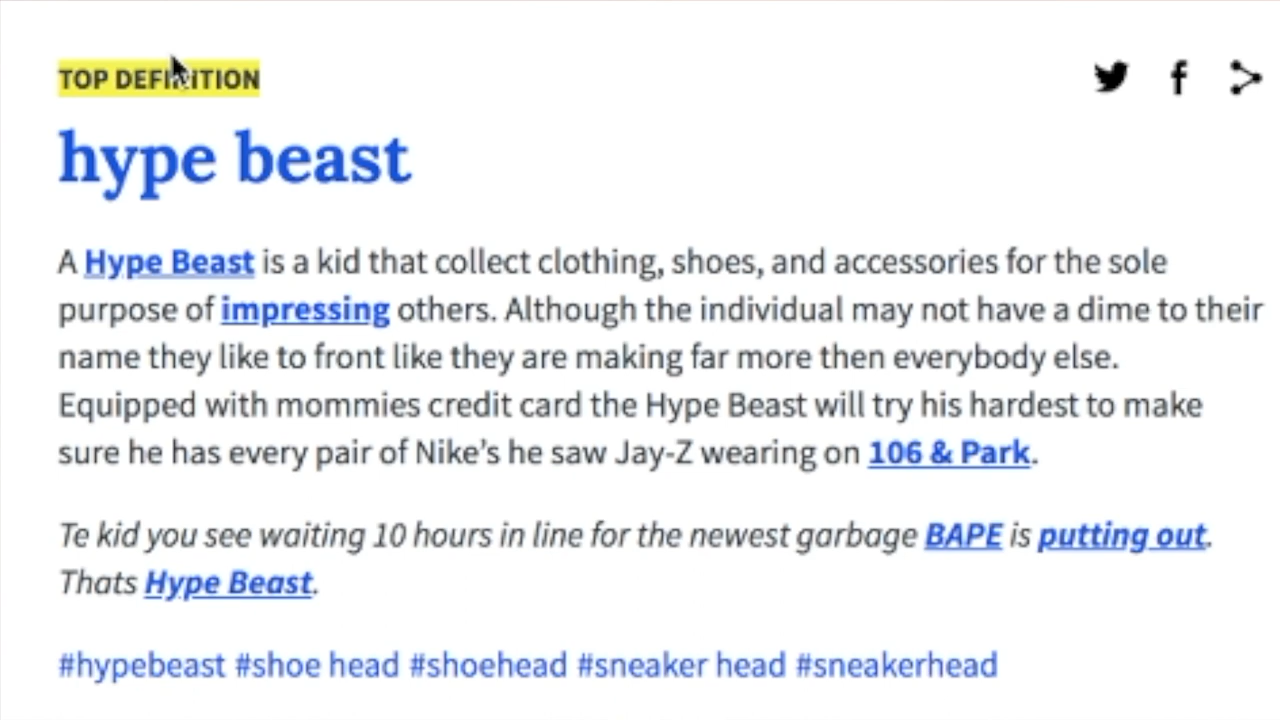 TOP DEFINITION
hype beast
A Hype Beast is a kid that collect clothing, shoes, and accessories for the sole
purpose of impressing others. Although the individual may not have a dime to their
name they like to front like they are making far more then everybody else.
Equipped with mommies credit card the Hype Beast will try his hardest to make
sure he has every pair of Nike’s he saw Jay-Z wearing on 106 & Park.
Te kid you see waiting 10 hours in line for the newest garbage BAPE is putting out.
Thats Hype Beast.
#hypebeast #shoe head #shoehead #sneaker head #sneakerhead